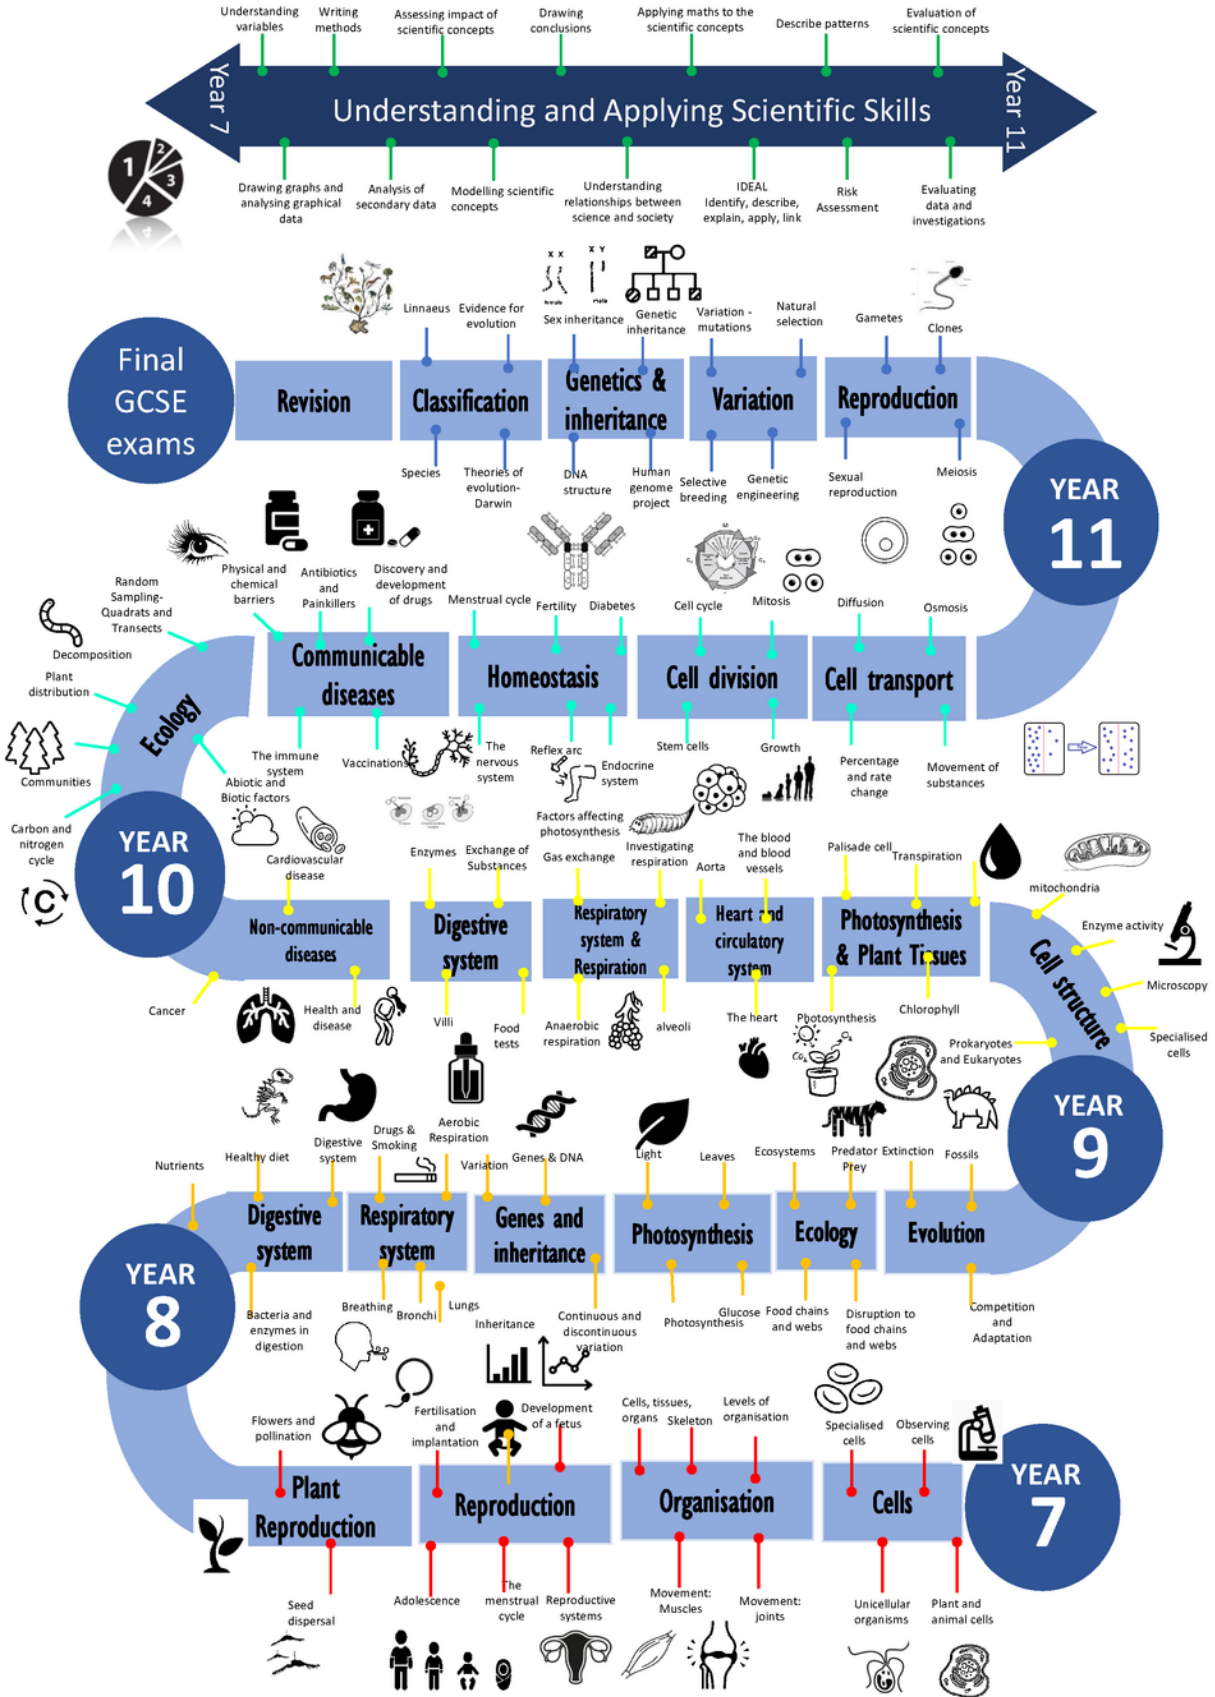 Understanding
variables
Writing
methods
Assessing impact of
scientific concepts
Drawing
conclusions
Applying maths to the
scientific concepts
Describe patterns
Evaluation of
scientific concepts
Year 7
Understanding and Applying Scientific Skills
Year 11
1
2
3
4
Drawing graphs and
analysing graphical
data
Analysis of
secondary data
Modelling scientific
concepts
Understanding
relationships between
science and society
IDEAL
Identify, describe,
explain, apply, link
Risk
Assessment
Evaluating
data and
investigations
X X
X Y
female
male
Linnaeus
Evidence for
evolution
Sex inheritance
Genetic
inheritance
Variation -
mutations
Natural
selection
Gametes
Clones
Final
GCSE
exams
Revision
Classification
Genetics &
inheritance
Variation
Reproduction
Species
Theories of
evolution-
Darwin
DNA
structure
Human
genome
project
Selective
breeding
Genetic
engineering
Sexual
reproduction
Meiosis
YEAR
11
Random
Sampling-
Quadrats and
Transects
Physical and
chemical
barriers
Antibiotics
and
Painkillers
Discovery and
development
of drugs
Menstrual cycle
Fertility
Diabetes
Cell cycle
Mitosis
Diffusion
Osmosis
Decomposition
Plant
distribution
Ecology
Communicable
diseases
Homeostasis
Cell division
Cell transport
Communities
Abiotic and
Biotic factors
The immune
system
Vaccinations
The
nervous
system
Reflex arc
Endocrine
system
Stem cells
Growth
Percentage
and rate
change
Movement of
substances
Carbon and
nitrogen
cycle
C
YEAR
10
Cardiovascular
disease
Enzymes
Exchange of
Substances
Factors affecting
photosynthesis
Gas exchange
Investigating
respiration
Aorta
The blood
and blood
vessels
Palisade cell
Transpiration
mitochondria
Enzyme activity
Microscopy
Specialised
cells
Non-communicable
diseases
Digestive
system
Respiratory
system &
Respiration
Heart and
circulatory
system
Photosynthesis
& Plant Tissues
Cell structure
Cancer
Health and
disease
Villi
Food
tests
Anaerobic
respiration
alveoli
The heart
Photosynthesis
Chlorophyll
Prokaryotes
and Eukaryotes
YEAR
9
Nutrients
Healthy diet
Digestive
system
Drugs &
Smoking
Aerobic
Respiration
Variation
Genes & DNA
Light
Leaves
Ecosystems
Predator
Prey
Extinction
Fossils
Digestive
system
Respiratory
system
Genes and
inheritance
Photosynthesis
Ecology
Evolution
YEAR
8
Bacteria and
enzymes in
digestion
Breathing
Bronchi
Lungs
Inheritance
Continuous and
discontinuous
variation
Photosynthesis
Glucose
Food chains
and webs
Disruption to
food chains
and webs
Competition
and
Adaptation
Flowers and
pollination
Fertilisation
and
implantation
Development
of a fetus
Cells, tissues,
organs
Skeleton
Levels of
organisation
Specialised
cells
Observing
cells
Plant
Reproduction
Reproduction
Organisation
Cells
YEAR
7
Seed
dispersal
Adolescence
The
menstrual
cycle
Reproductive
systems
Movement:
Muscles
Movement:
joints
Unicellular
organisms
Plant and
animal cells